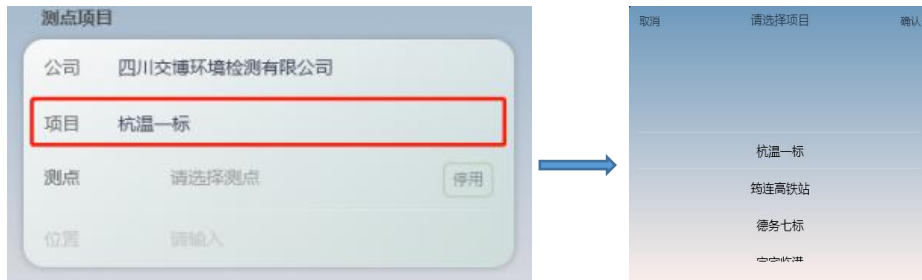 测点项目
公司 四川交博环境检测有限公司
项目 杭温一标
测点 请选择测点 停用
位置 请输入
取消 请选择项目 确认
杭温一标
筠连高铁站
德务七标